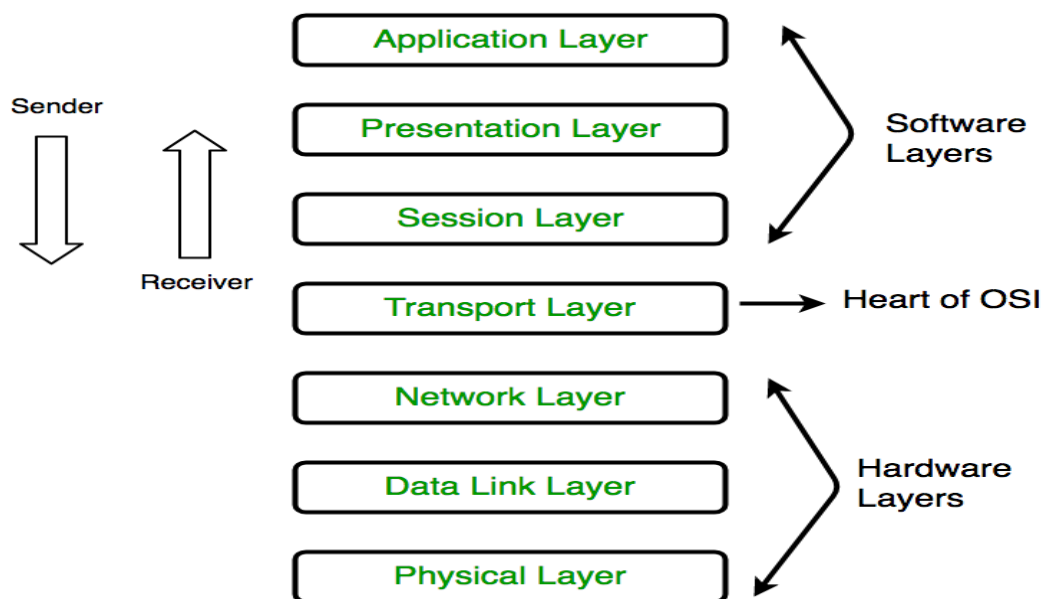 Application Layer
Sender
Presentation Layer
Software
Layers
Session Layer
Receiver
Transport Layer
Heart of OSI
Network Layer
Hardware
Layers
Data Link Layer
Physical Layer